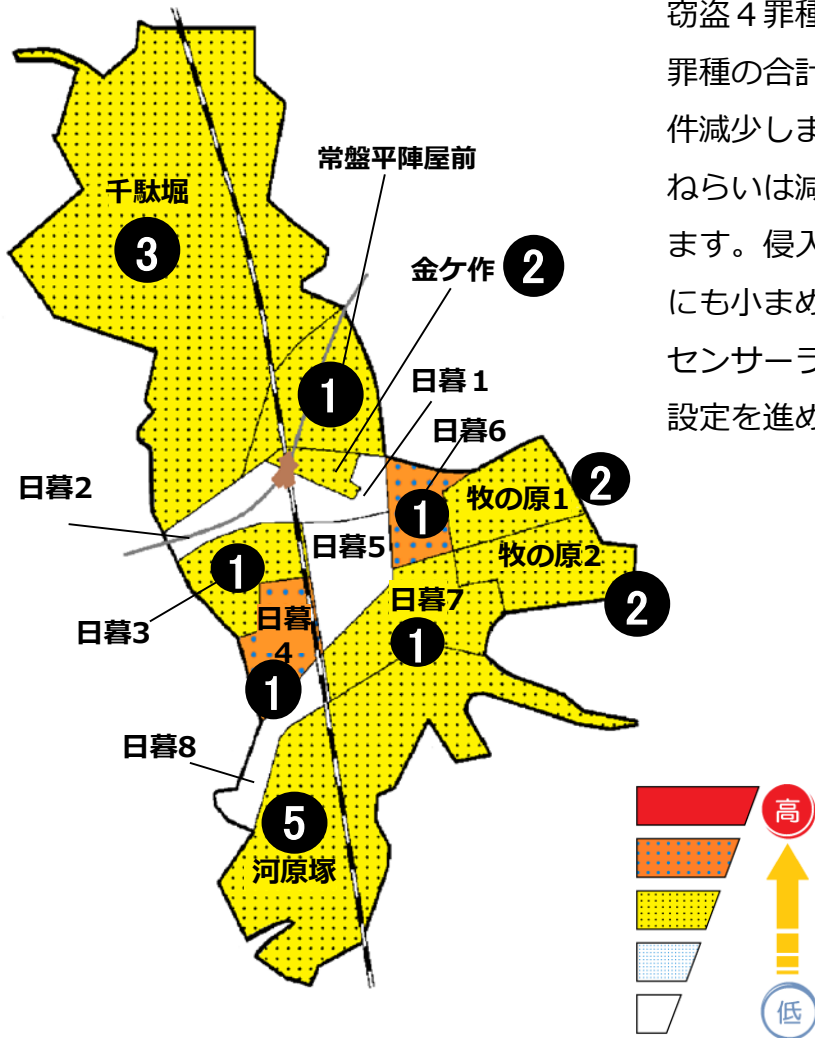 窃盗４罪種
罪種の合計
件減少しま
ねらいは減
ます。侵入
にも小まめ
センサーラ
設定を進め
常盤平陣屋前
千駄堀
3
金ケ作 2
1
日暮１
日暮6
日暮2
1
牧の原1 2
日暮5
牧の原2
1
日暮3
日暮7
2
日暮
4
1
1
日暮8
5
河原塚
高
低